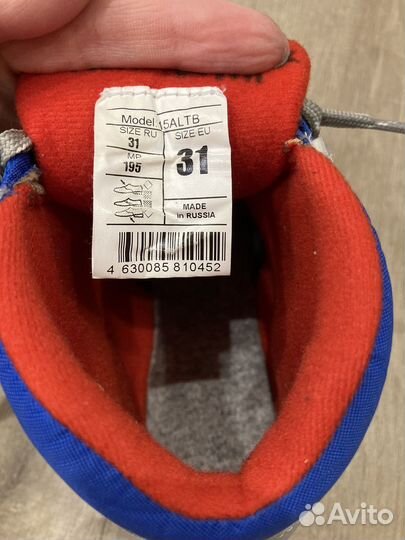 Model 15ALTB
SIZE RU SIZE EU
31 31
MP
195
MADE
in RUSSIA
4 630085 810452
Avito